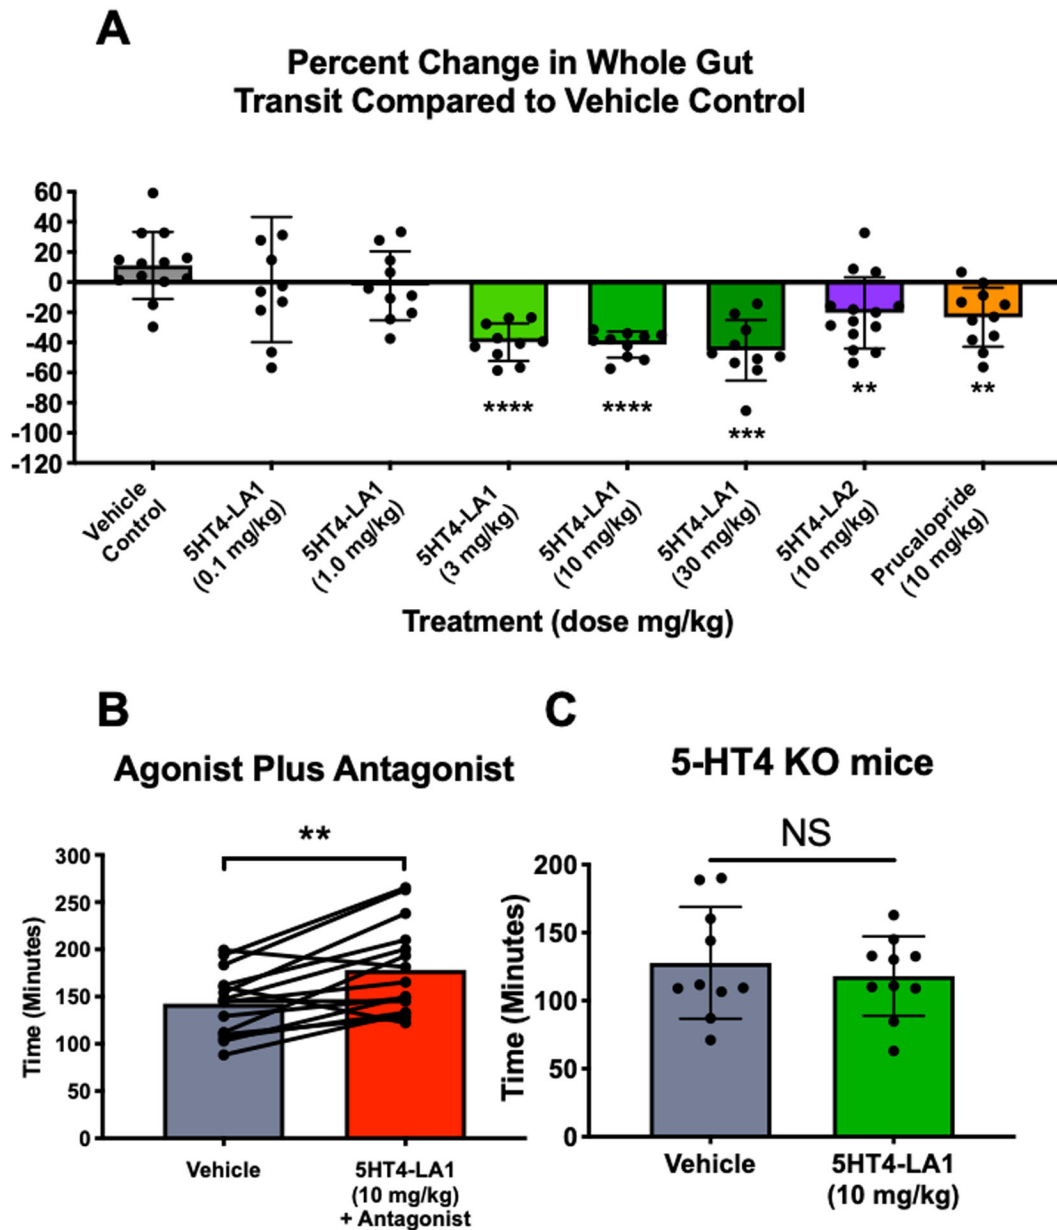 A
Percent Change in Whole Gut
Transit Compared to Vehicle Control
60
40
20
0
-20
-40
-60
-80
-100
-120
****
****
***
**
**
Vehicle
Control
5HT4-LA1
(0.1 mg/kg)
5HT4-LA1
(1.0 mg/kg)
5HT4-LA1
(3 mg/kg)
5HT4-LA1
(10 mg/kg)
5HT4-LA1
(30 mg/kg)
5HT4-LA2
(10 mg/kg)
Prucalopride
(10 mg/kg)
Treatment (dose mg/kg)
B
Agonist Plus Antagonist
**
Time (Minutes)
300
250
200
150
100
50
0
Vehicle
5HT4-LA1
(10 mg/kg)
+ Antagonist
C
5-HT4 KO mice
NS
Time (Minutes)
200
150
100
50
0
Vehicle
5HT4-LA1
(10 mg/kg)